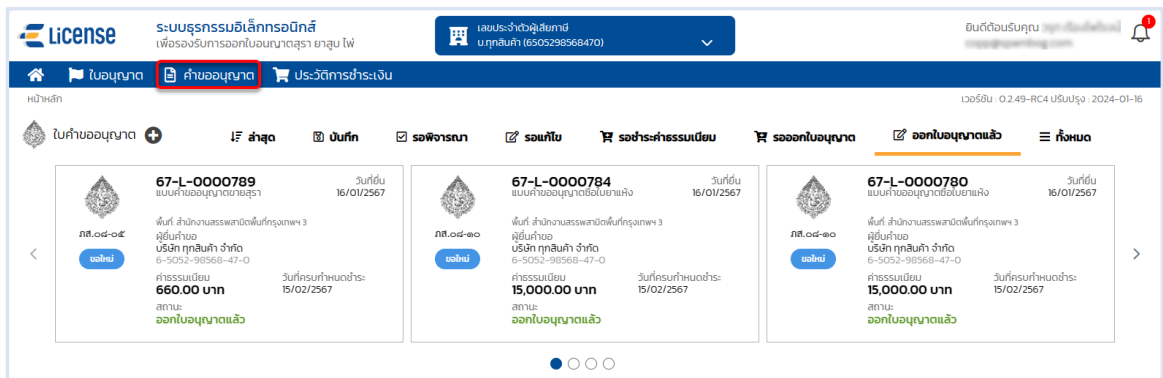 License
ระบบธุรกรรมอิเล็กทรอนิกส์
เพื่อรองรับการออกใบอนุญาตสุรา ยาสูบ ไพ่
เลขประจำตัวผู้เสียภาษี
บ.ทุกสินค้า (6505298568470)
ยินดีต้อนรับคุณ
1
ใบอนุญาต คำขออนุญาต ประวัติการชำระเงิน
หน้าหลัก
เวอร์ชัน : 0.2.49-RC4 ปรับปรุง : 2024-01-16
ใบคำขออนุญาต ล่าสุด บันทึก รอพิจารณา รอแก้ไข รอชำระค่าธรรมเนียม รอออกใบอนุญาต ออกใบอนุญาตแล้ว ทั้งหมด
67-L-0000789 วันที่ยื่น
แบบคำขออนุญาตขายสุรา 16/01/2567
พื้นที่ สำนักงานสรรพสามิตพื้นที่กรุงเทพฯ 3
ภส.๐๘-๐๕
ผู้ยื่นคำขอ
บริษัท ทุกสินค้า จำกัด
ขอใหม่
6-5052-98568-47-0
ค่าธรรมเนียม วันที่ครบกำหนดชำระ
660.00 บาท 15/02/2567
สถานะ:
ออกใบอนุญาตแล้ว
67-L-0000784 วันที่ยื่น
แบบคำขออนุญาตซื้อใบยาแห้ง 16/01/2567
พื้นที่ สำนักงานสรรพสามิตพื้นที่กรุงเทพฯ 3
ภส.๐๘-๑๐
ผู้ยื่นคำขอ
บริษัท ทุกสินค้า จำกัด
ขอใหม่
6-5052-98568-47-0
ค่าธรรมเนียม วันที่ครบกำหนดชำระ:
15,000.00 บาท 15/02/2567
สถานะ:
ออกใบอนุญาตแล้ว
67-L-0000780 วันที่ยื่น
แบบคำขออนุญาตซื้อใบยาแห้ง 16/01/2567
พื้นที่ สำนักงานสรรพสามิตพื้นที่กรุงเทพฯ 3
ภส.๐๘-๑๐
ผู้ยื่นคำขอ
บริษัท ทุกสินค้า จำกัด
ขอใหม่
6-5052-98568-47-0
ค่าธรรมเนียม วันที่ครบกำหนดชำระ:
15,000.00 บาท 15/02/2567
สถานะ:
ออกใบอนุญาตแล้ว